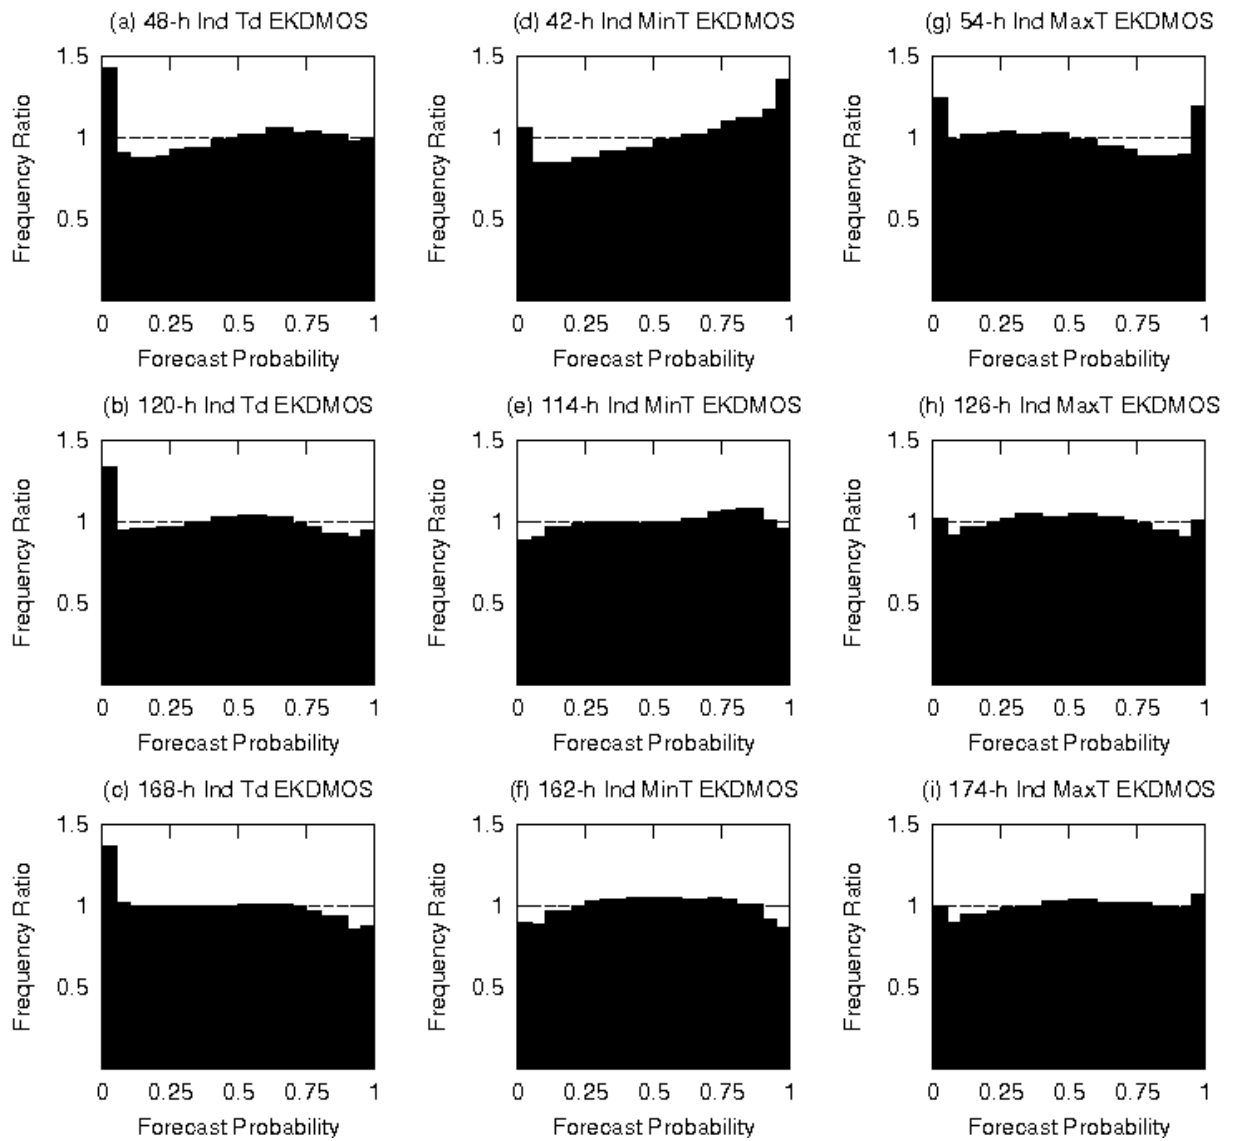 (a) 48-h Ind Td EKDMOS
1.5
1
0.5
Frequency Ratio
0 0.25 0.5 0.75 1
Forecast Probability
(d) 42-h Ind MinT EKDMOS
1.5
1
0.5
Frequency Ratio
0 0.25 0.5 0.75 1
Forecast Probability
(g) 54-h Ind MaxT EKDMOS
1.5
1
0.5
Frequency Ratio
0 0.25 0.5 0.75 1
Forecast Probability
(b) 120-h Ind Td EKDMOS
1.5
1
0.5
Frequency Ratio
0 0.25 0.5 0.75 1
Forecast Probability
(e) 114-h Ind MinT EKDMOS
1.5
1
0.5
Frequency Ratio
0 0.25 0.5 0.75 1
Forecast Probability
(h) 126-h Ind MaxT EKDMOS
1.5
1
0.5
Frequency Ratio
0 0.25 0.5 0.75 1
Forecast Probability
(c) 168-h Ind Td EKDMOS
1.5
1
0.5
Frequency Ratio
0 0.25 0.5 0.75 1
Forecast Probability
(f) 162-h Ind MinT EKDMOS
1.5
1
0.5
Frequency Ratio
0 0.25 0.5 0.75 1
Forecast Probability
(i) 174-h Ind MaxT EKDMOS
1.5
1
0.5
Frequency Ratio
0 0.25 0.5 0.75 1
Forecast Probability